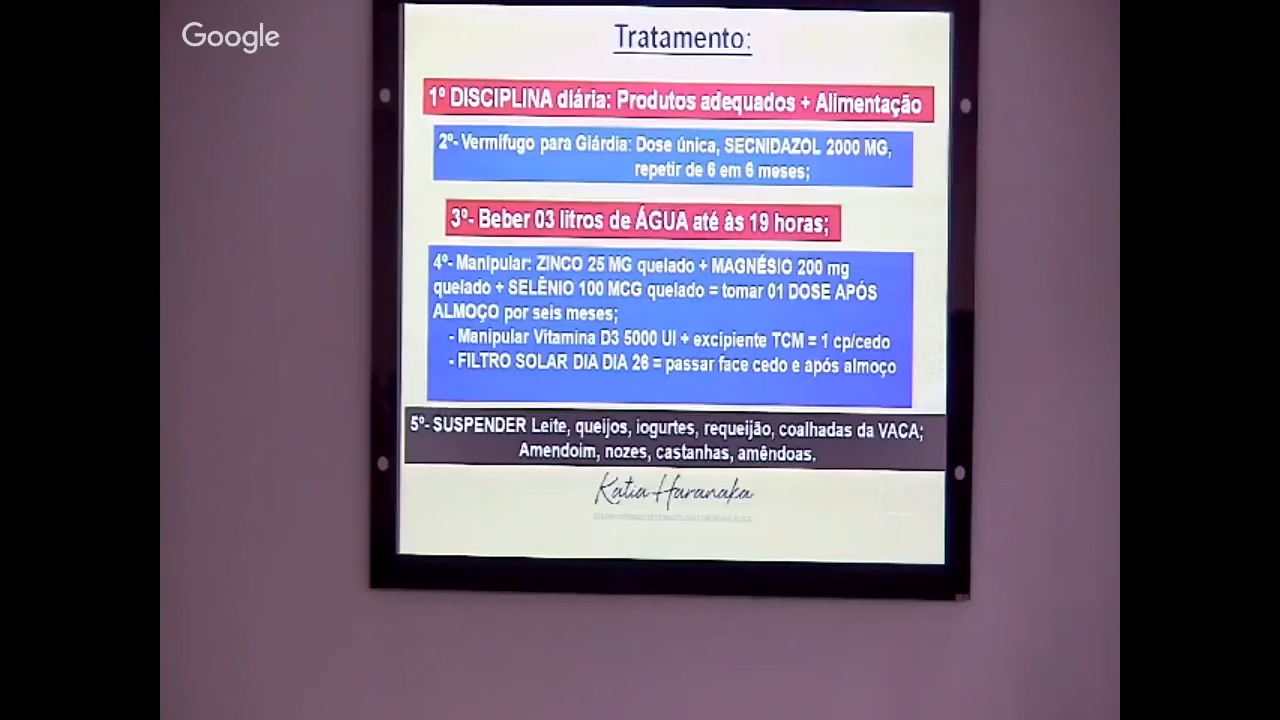 Google
Tratamento:
1º DISCIPLINA diária: Produtos adequados + Alimentação
2º- Vermífugo para Giárdia: Dose única, SECNIDAZOL 2000 MG,
repetir de 6 em 6 meses;
3º- Beber 03 litros de ÁGUA até às 19 horas;
4º- Manipular: ZINCO 25 MG quelado + MAGNÉSIO 200 mg
quelado + SELÊNIO 100 MCG quelado = tomar 01 DOSE APÓS
ALMOÇO por seis meses;
- Manipular Vitamina D3 5000 UI + excipiente TCM = 1 cp/cedo
- FILTRO SOLAR DIA DIA 26 = passar face cedo e após almoço
5º- SUSPENDER Leite, queijos, iogurtes, requeijão, coalhadas da VACA;
Amendoim, nozes, castanhas, amêndoas.
Katia Haranaka